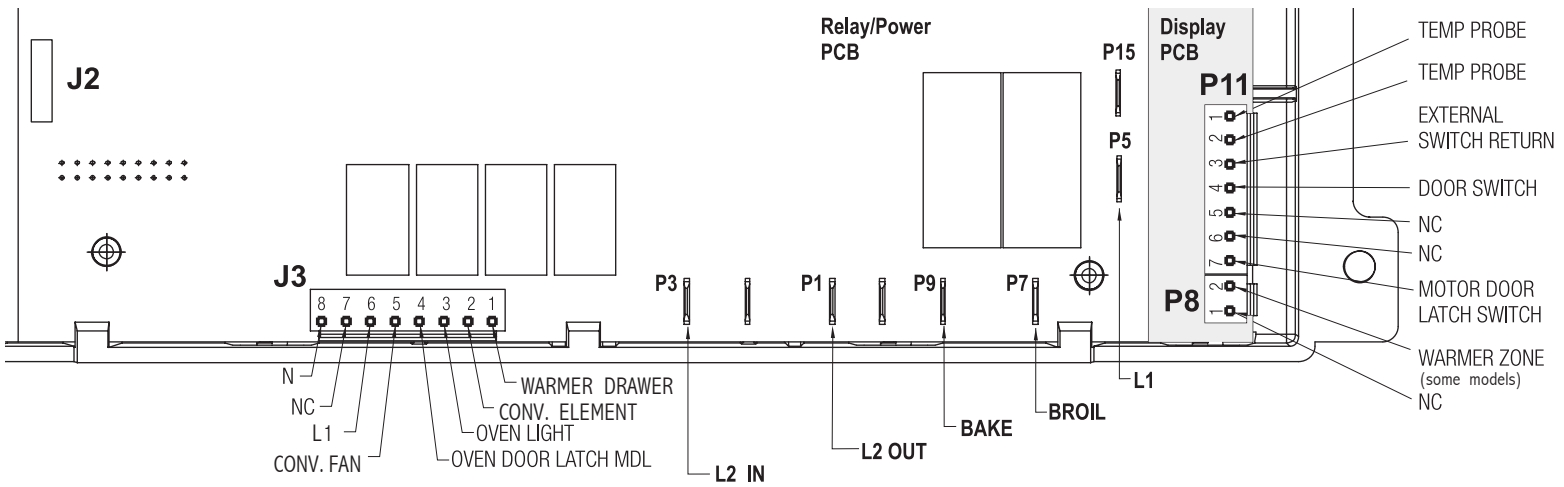 J2
Relay/Power
PCB
P15
P5
Display
PCB
P11
1
2
3
4
5
6
7
P8
2
1
TEMP PROBE
TEMP PROBE
EXTERNAL
SWITCH RETURN
DOOR SWITCH
NC
NC
MOTOR DOOR
LATCH SWITCH
WARMER ZONE
(some models)
NC
J3
8 7 6 5 4 3 2 1
P3
P1
P9
P7
N
NC
L1
CONV. FAN
WARMER DRAWER
CONV. ELEMENT
OVEN LIGHT
OVEN DOOR LATCH MDL
L2 IN
L2 OUT
BAKE
BROIL
L1